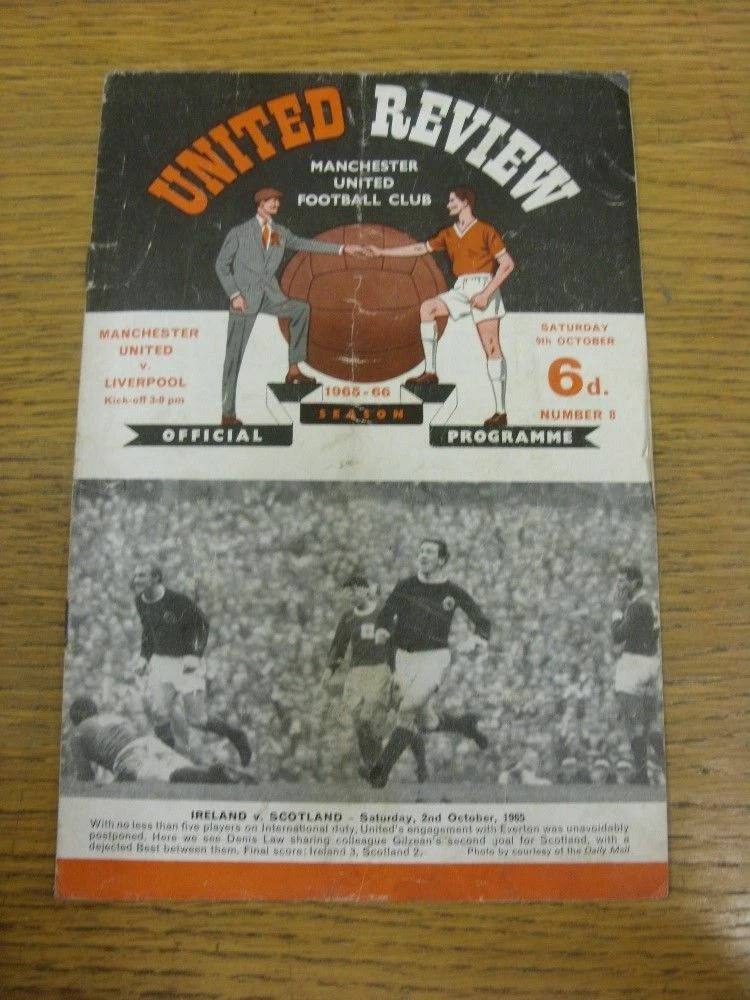 UNITED REVIEW
MANCHESTER
UNITED
FOOTBALL CLUB
MANCHESTER
UNITED
v.
LIVERPOOL
Kick-off 3-0 pm
SATURDAY
9th OCTOBER
6d.
NUMBER 8
1965-66
SEASON
OFFICIAL
PROGRAMME
IRELAND v. SCOTLAND - Saturday, 2nd October, 1965
With no less than five players on International duty, United's engagement with Everton was unavoidably
postponed. Here we see Denis Law sharing colleague Gilzean's second goal for Scotland, with a
dejected Best between them. Final score: Ireland 3, Scotland 2. Photo by courtesy of the Daily Mail